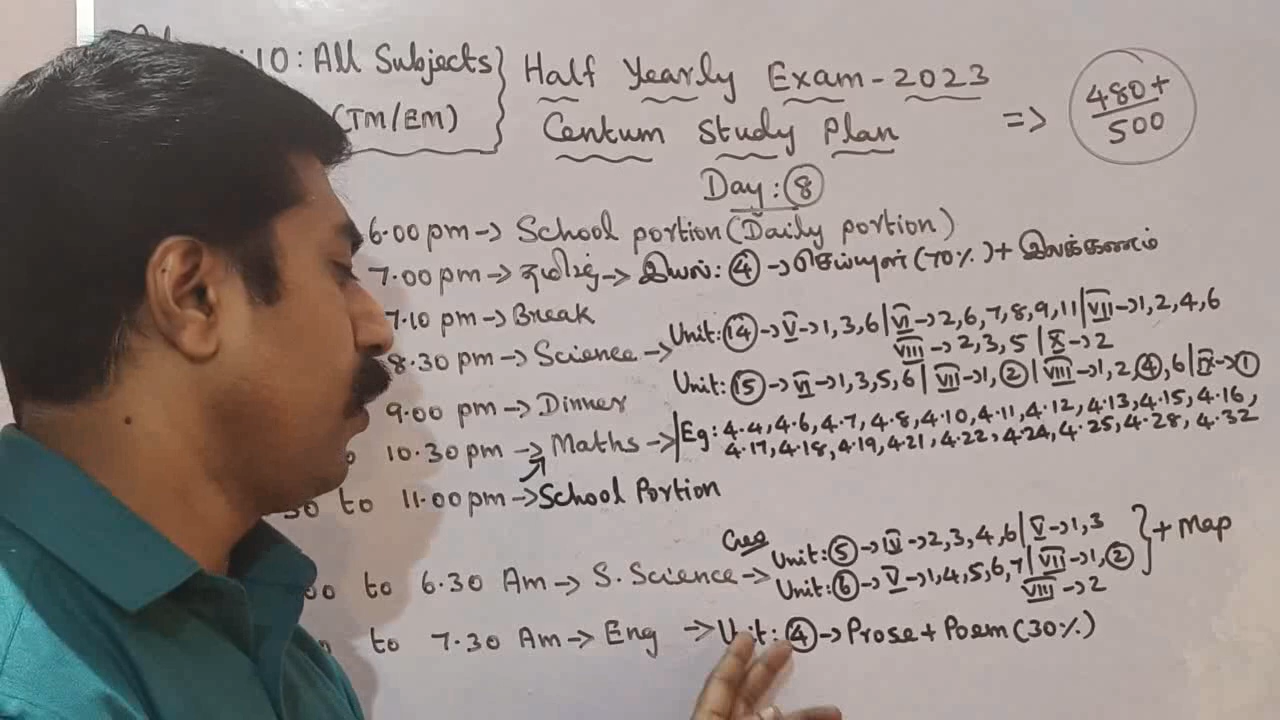 10: All Subjects
(TM/EM)
Half Yearly Exam-2023
Centum Study Plan
=> 480+/500
Day: 8
6.00 pm -> School portion (Daily portion)
7.00 pm -> தமிழ் -> இயல்: 4 -> செய்யுள் (70%) + இலக்கணம்
7.10 pm -> Break
8.30 pm -> Science -> Unit: 14 -> V -> 1, 3, 6 | VI -> 2, 6, 7, 8, 9, 11 | VII -> 1, 2, 4, 6
VIII -> 2, 3, 5 | X -> 2
Unit: 15 -> VI -> 1, 3, 5, 6 | VII -> 1, 2 | VIII -> 1, 2, 4, 6 | IX -> 1
9.00 pm -> Dinner
10.30 pm -> Maths -> Eg: 4.4, 4.6, 4.7, 4.8, 4.10, 4.11, 4.12, 4.13, 4.15, 4.16,
4.17, 4.18, 4.19, 4.21, 4.22, 4.24, 4.25, 4.28, 4.32
30 to 11.00 pm -> School Portion
to 6.30 Am -> S. Science -> Geo Unit: 5 -> IV -> 2, 3, 4, 6 | V -> 1, 3
Unit: 6 -> V -> 1, 4, 5, 6, 7 | VII -> 1, 2 } + Map
VIII -> 2
to 7.30 Am -> Eng -> Unit: 4 -> Prose + Poem (30%)